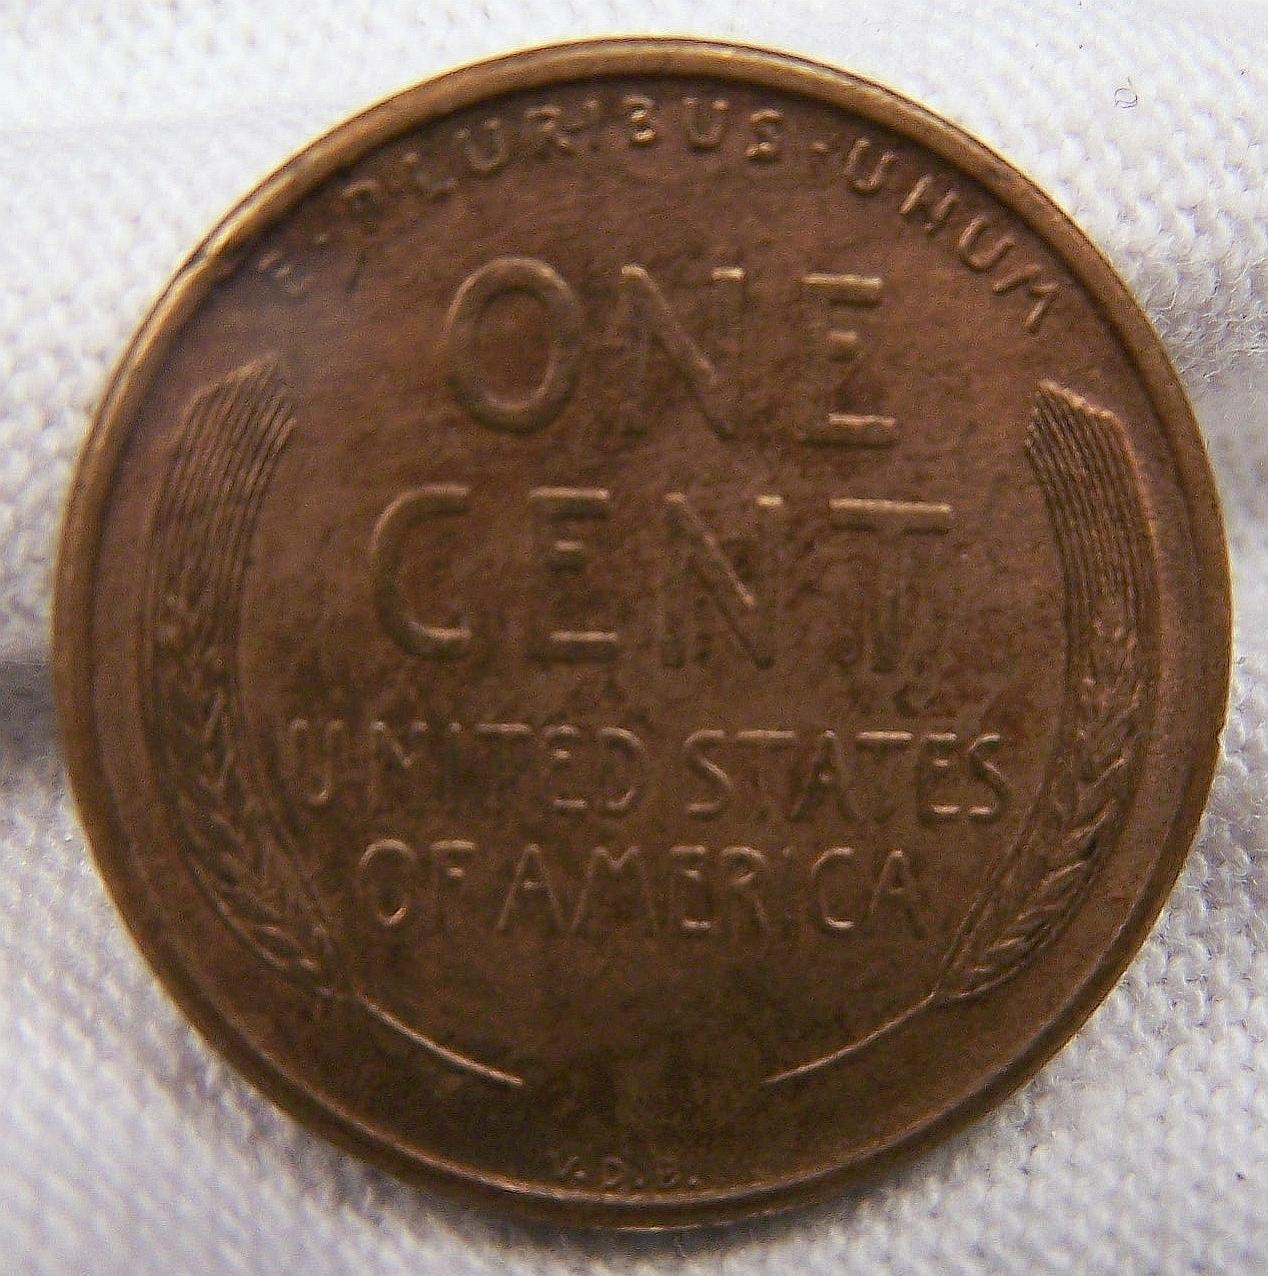 E·PLURIBUS·UNUM
ONE
CENT
UNITED STATES
OF AMERICA
V.D.B.